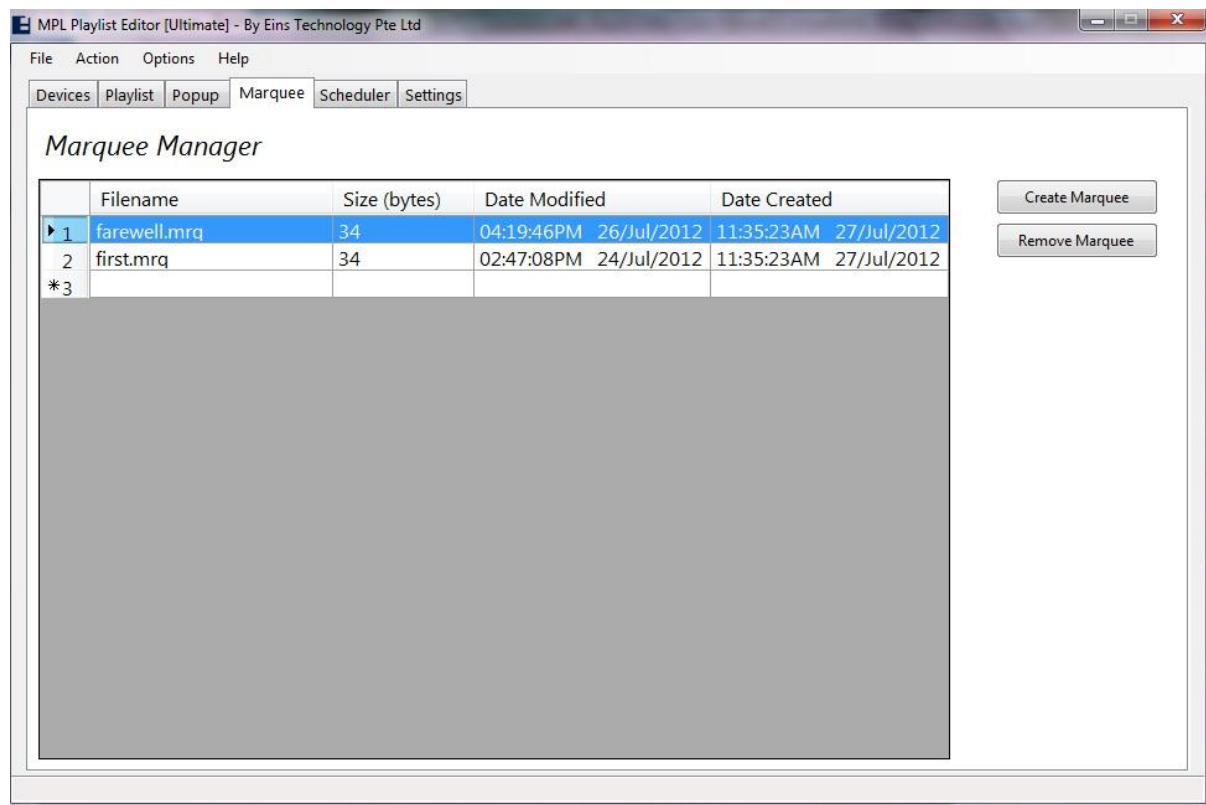 MPL Playlist Editor [Ultimate] - By Eins Technology Pte Ltd
File Action Options Help
Devices Playlist Popup Marquee Scheduler Settings
Marquee Manager
Filename Size (bytes) Date Modified Date Created
1 farewell.mrq 34 04:19:46PM 26/Jul/2012 11:35:23AM 27/Jul/2012
2 first.mrq 34 02:47:08PM 24/Jul/2012 11:35:23AM 27/Jul/2012
*3
Create Marquee
Remove Marquee